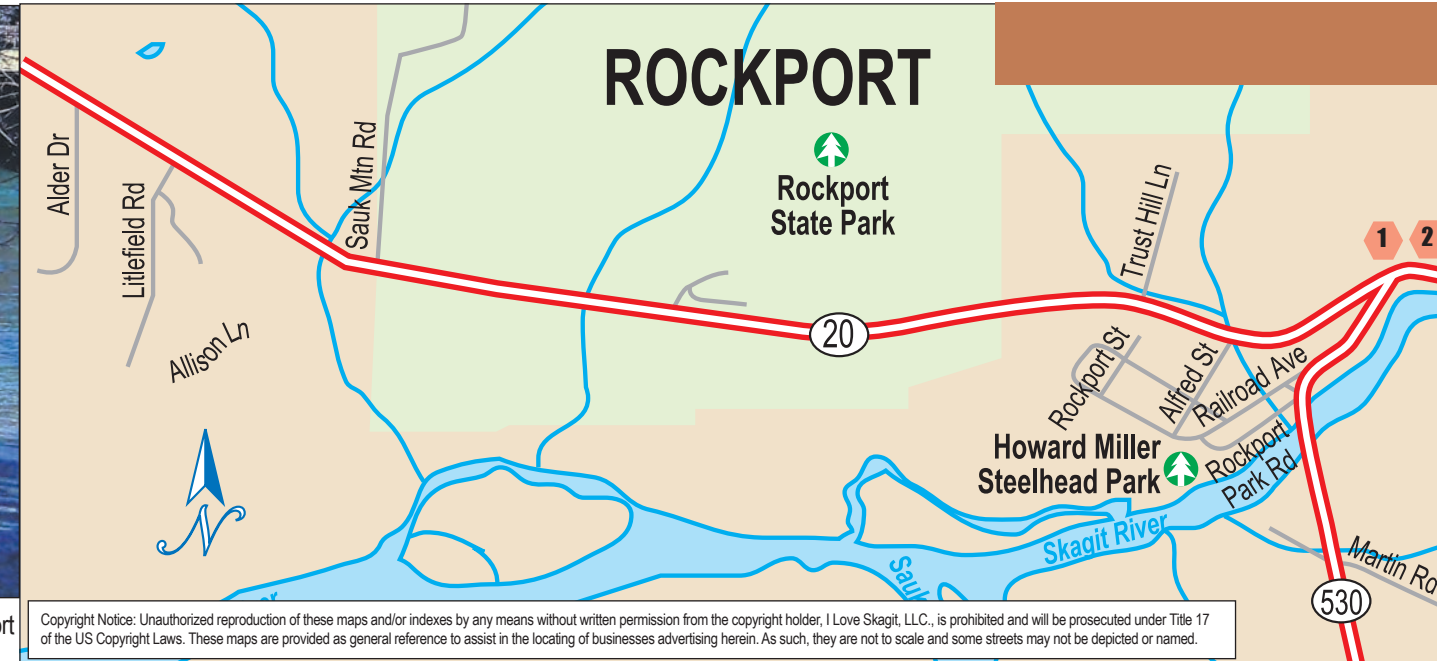 ROCKPORT
Rockport
State Park
Alder Dr
Litlefield Rd
Sauk Mtn Rd
Allison Ln
Trust Hill Ln
1 2
20
Rockport St
Alfred St
Railroad Ave
Howard Miller
Steelhead Park
Rockport
Park Rd
Skagit River
Sauk
Martin Rd
530
N
Copyright Notice: Unauthorized reproduction of these maps and/or indexes by any means without written permission from the copyright holder, I Love Skagit, LLC., is prohibited and will be prosecuted under Title 17
of the US Copyright Laws. These maps are provided as general reference to assist in the locating of businesses advertising herein. As such, they are not to scale and some streets may not be depicted or named.